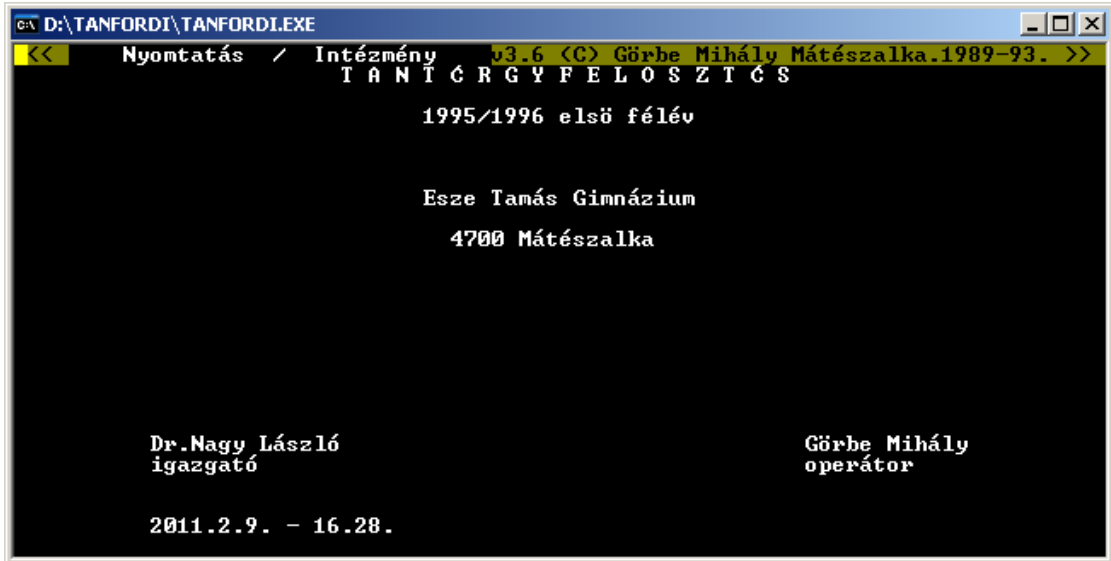 D:\TANFORDI\TANFORDI.EXE
<< Nyomtatás / Intézmény v3.6 (C) Görbe Mihály Mátészalka.1989-93. >>
T A N T Ć R G Y F E L O S Z T Ć S
1995/1996 elsö félév
Esze Tamás Gimnázium
4700 Mátészalka
Dr.Nagy László Görbe Mihály
igazgató operátor
2011.2.9. - 16.28.